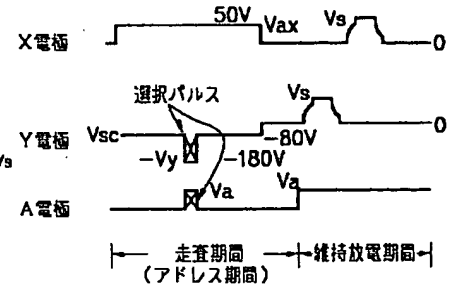 50V
Vax
Vs
X電極
0
選択パルス
Vs
Y電極
Vsc
-Vy
-180V
-80V
0
Vs
Va
Va
A電極
走査期間
維持放電期間
(アドレス期間)